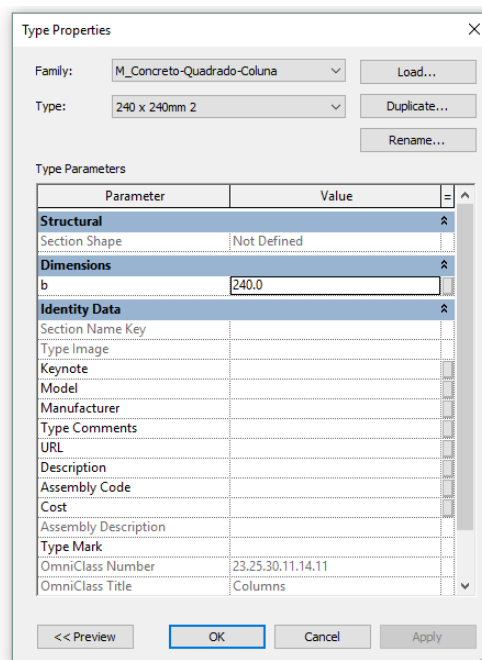 Type Properties
Family: M_Concreto-Quadrado-Coluna Load...
Type: 240 x 240mm 2 Duplicate...
Rename...
Type Parameters
Parameter Value =
Structural
Section Shape Not Defined
Dimensions
b 240.0
Identity Data
Section Name Key
Type Image
Keynote
Model
Manufacturer
Type Comments
URL
Description
Assembly Code
Cost
Assembly Description
Type Mark
OmniClass Number 23.25.30.11.14.11
OmniClass Title Columns
<< Preview OK Cancel Apply